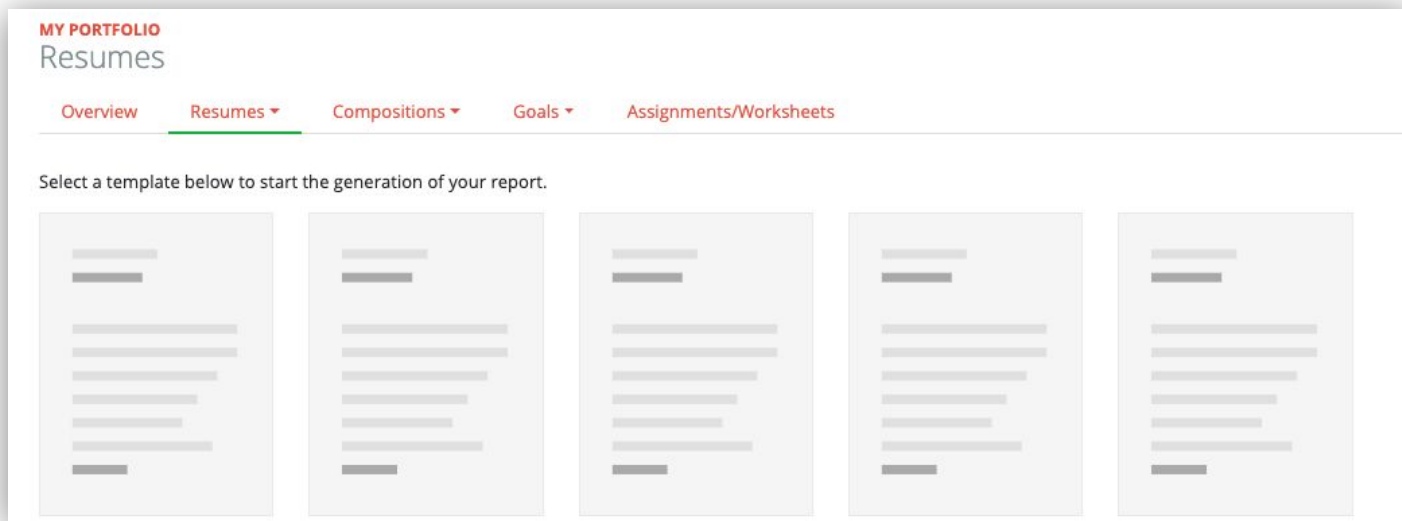 MY PORTFOLIO
Resumes
Overview Resumes Compositions Goals Assignments/Worksheets
Select a template below to start the generation of your report.